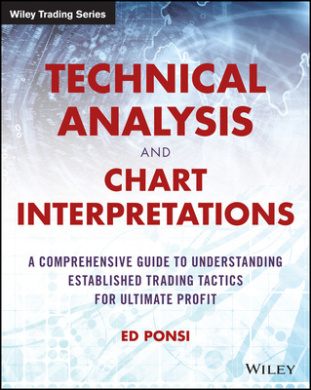 Wiley Trading Series
TECHNICAL
ANALYSIS
AND
CHART
INTERPRETATIONS
A COMPREHENSIVE GUIDE TO UNDERSTANDING
ESTABLISHED TRADING TACTICS
FOR ULTIMATE PROFIT
ED PONSI
WILEY